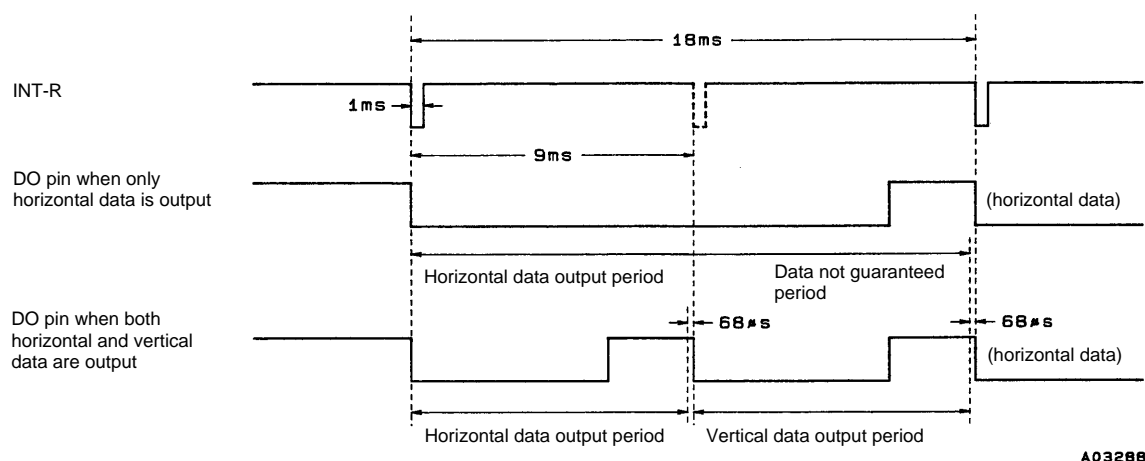 18ms
INT-R
1ms
9ms
DO pin when only
horizontal data is output
(horizontal data)
Horizontal data output period
Data not guaranteed
period
DO pin when both
horizontal and vertical
data are output
68μs
68μs
(horizontal data)
Horizontal data output period
Vertical data output period
A03288